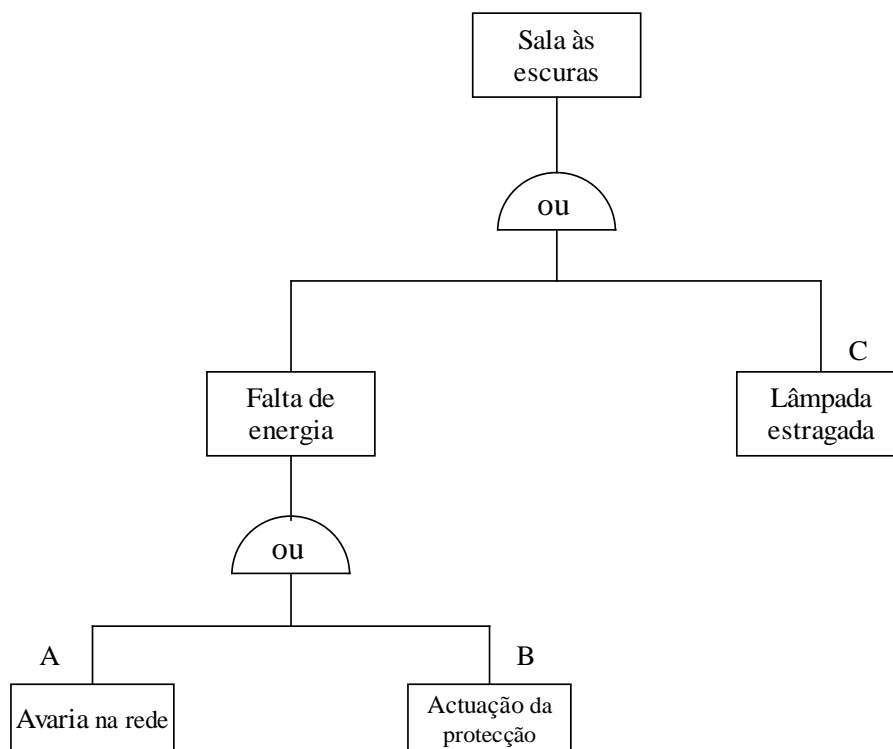 Sala às
escuras
ou
C
Falta de
energia
Lâmpada
estragada
ou
A
B
Avaria na rede
Actuação da
protecção